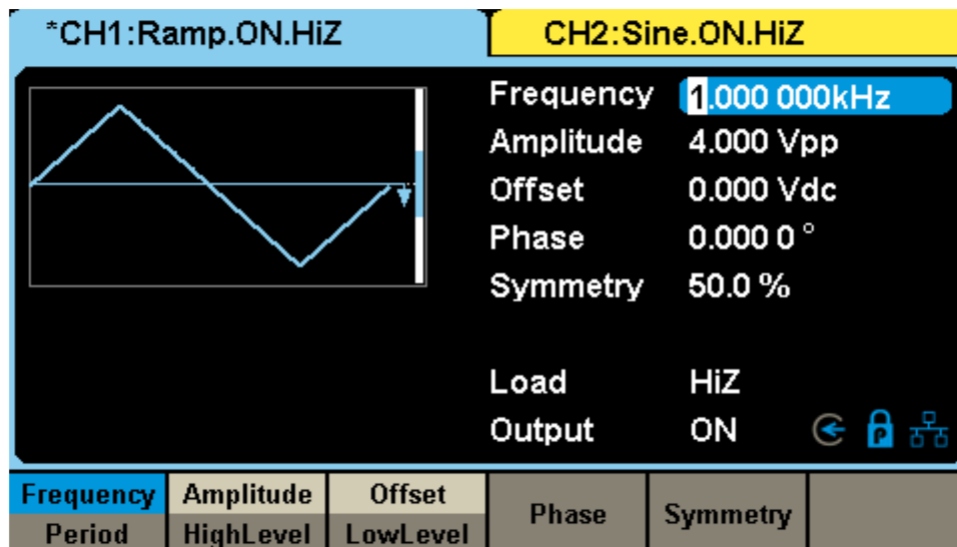 *CH1:Ramp.ON.HiZ
CH2:Sine.ON.HiZ
Frequency 1.000 000kHz
Amplitude 4.000 Vpp
Offset 0.000 Vdc
Phase 0.000 0 °
Symmetry 50.0 %
Load HiZ
Output ON
P
Frequency Amplitude Offset Phase Symmetry
Period HighLevel LowLevel